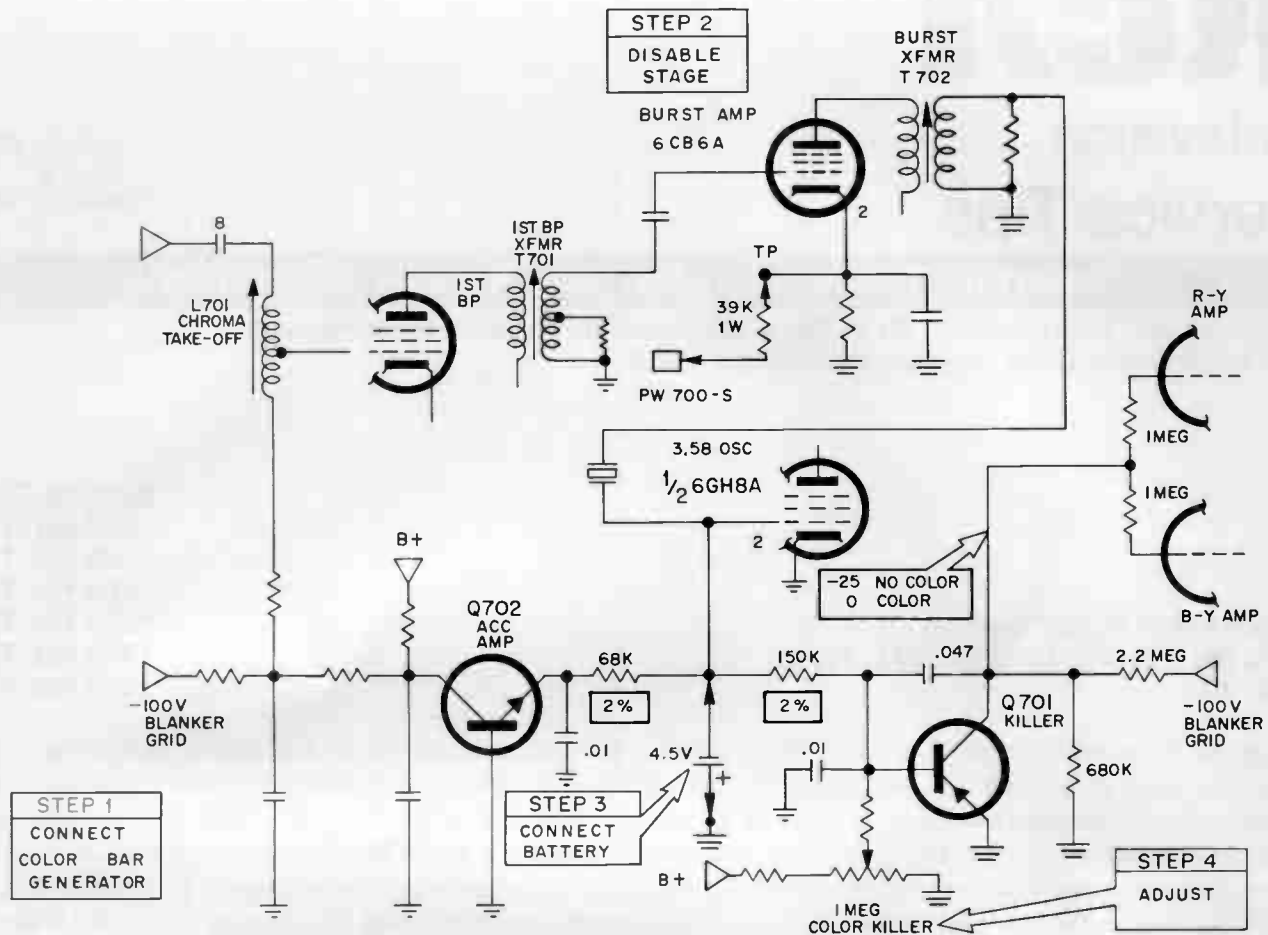 STEP 2
DISABLE
STAGE
BURST
XFMR
T702
BURST AMP
6CB6A
2
8
L701
CHROMA
TAKE-OFF
1ST
BP
1ST BP
XFMR
T701
TP
39K
1W
PW 700-S
R-Y
AMP
1MEG
1MEG
B-Y AMP
3.58 OSC
1/2 6GH8A
2
-25 NO COLOR
0 COLOR
B+
Q702
ACC
AMP
68K
2%
150K
2%
.047
2.2 MEG
-100V
BLANKER
GRID
Q701
KILLER
-100V
BLANKER
GRID
.01
4.5V
+
.01
680K
STEP 1
CONNECT
COLOR BAR
GENERATOR
STEP 3
CONNECT
BATTERY
B+
1MEG
COLOR KILLER
STEP 4
ADJUST